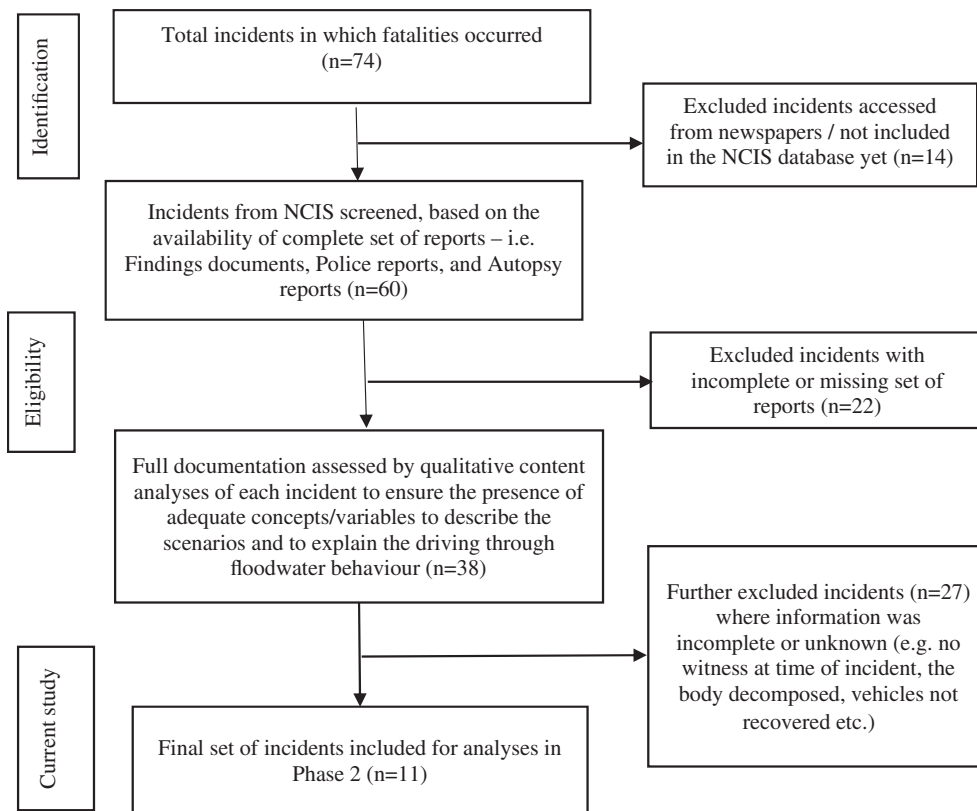 Identification
Total incidents in which fatalities occurred
(n=74)
Excluded incidents accessed
from newspapers / not included
in the NCIS database yet (n=14)
Incidents from NCIS screened, based on the
availability of complete set of reports – i.e.
Findings documents, Police reports, and Autopsy
reports (n=60)
Eligibility
Excluded incidents with
incomplete or missing set of
reports (n=22)
Full documentation assessed by qualitative content
analyses of each incident to ensure the presence of
adequate concepts/variables to describe the
scenarios and to explain the driving through
floodwater behaviour (n=38)
Further excluded incidents (n=27)
where information was
incomplete or unknown (e.g. no
witness at time of incident, the
body decomposed, vehicles not
recovered etc.)
Current study
Final set of incidents included for analyses in
Phase 2 (n=11)